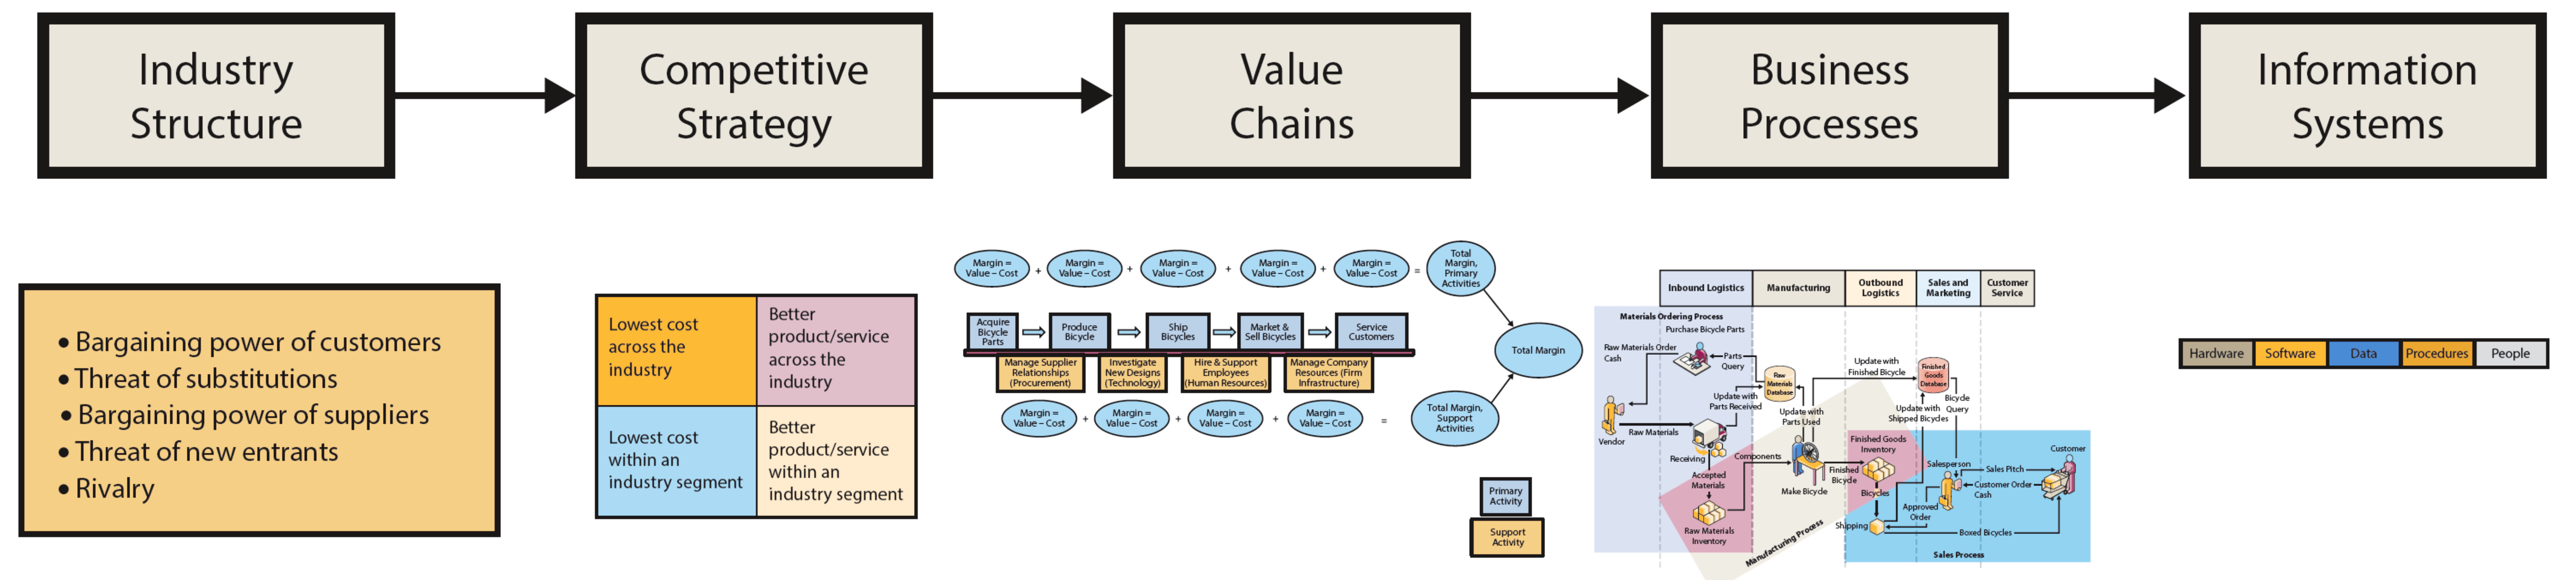 Industry
Structure
Competitive
Strategy
Value
Chains
Business
Processes
Information
Systems
• Bargaining power of customers
• Threat of substitutions
• Bargaining power of suppliers
• Threat of new entrants
• Rivalry
Lowest cost
across the
industry
Better
product/service
across the
industry
Lowest cost
within an
industry segment
Better
product/service
within an
industry segment
Margin =
Value – Cost
+
Margin =
Value – Cost
+
Margin =
Value – Cost
+
Margin =
Value – Cost
+
Margin =
Value – Cost
=
Total
Margin,
Primary
Activities
Acquire
Bicycle
Parts
Produce
Bicycle
Ship
Bicycles
Market &
Sell Bicycles
Service
Customers
Manage Supplier
Relationships
(Procurement)
Investigate
New Designs
(Technology)
Hire & Support
Employees
(Human Resources)
Manage Company
Resources (Firm
Infrastructure)
Total Margin
Margin =
Value – Cost
+
Margin =
Value – Cost
+
Margin =
Value – Cost
+
Margin =
Value – Cost
=
Total Margin,
Support
Activities
Primary
Activity
Support
Activity
Inbound Logistics
Manufacturing
Outbound
Logistics
Sales and
Marketing
Customer
Service
Materials Ordering Process
Purchase Bicycle Parts
Raw Materials Order
Cash
Parts
Query
Raw
Materials
Database
Update with
Parts Received
Vendor
Raw Materials
Receiving
Accepted
Materials
Raw Materials
Inventory
Components
Update with
Parts Used
Make Bicycle
Manufacturing Process
Update with
Finished Bicycle
Finished
Goods
Database
Bicycle
Query
Update with
Shipped Bicycles
Finished Goods
Inventory
Finished
Bicycle
Bicycles
Shipping
Salesperson
Sales Pitch
Customer
Customer Order
Cash
Approved
Order
Boxed Bicycles
Sales Process
Hardware
Software
Data
Procedures
People